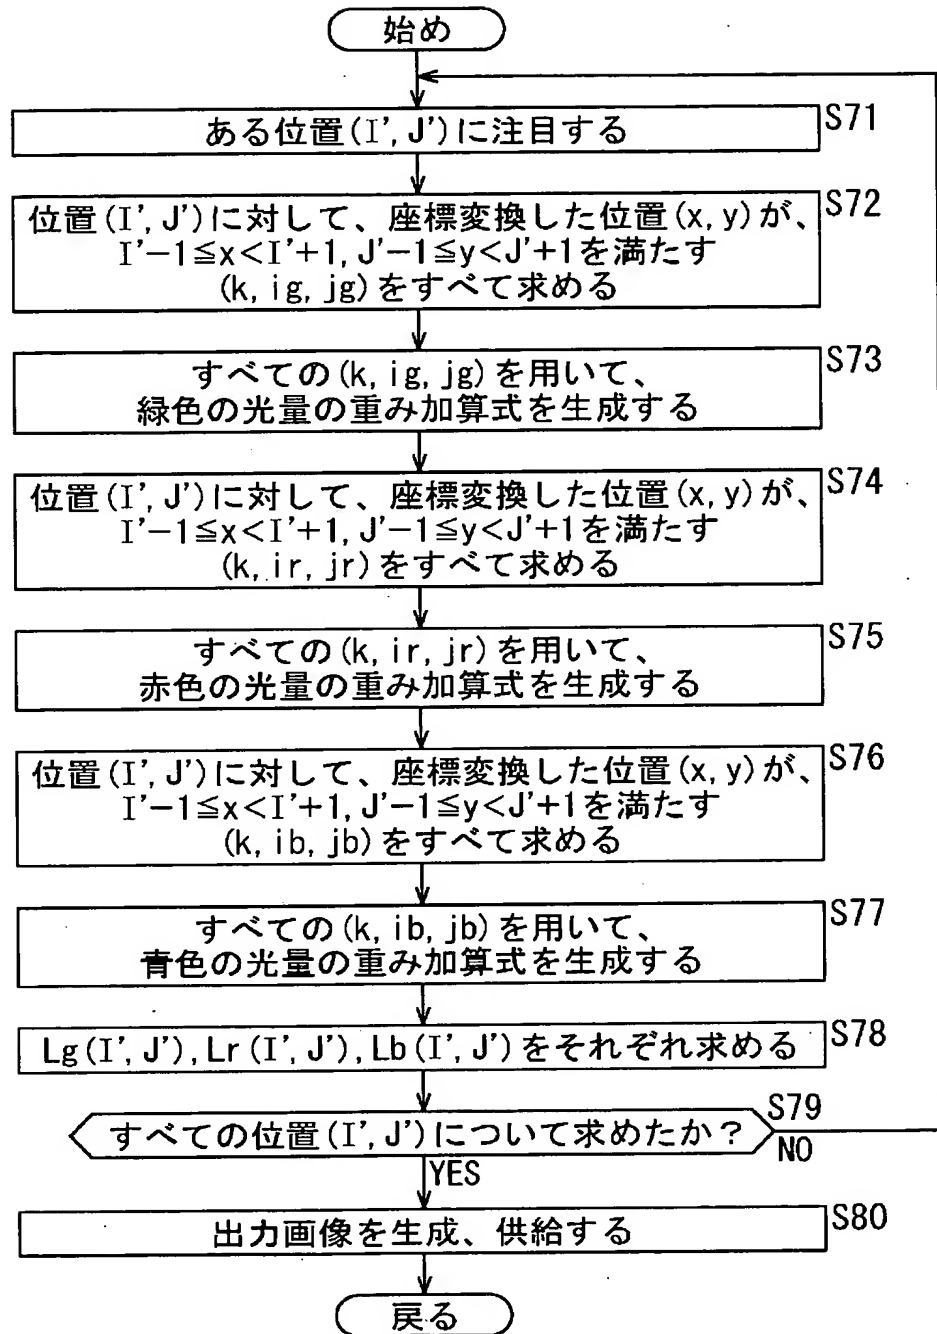 始め
ある位置(I', J')に注目する
S71
位置(I', J')に対して、座標変換した位置(x, y)が、
I'-1≦x<I'+1, J'-1≦y<J'+1を満たす
(k, ig, jg)をすべて求める
S72
すべての(k, ig, jg)を用いて、
緑色の光量の重み加算式を生成する
S73
位置(I', J')に対して、座標変換した位置(x, y)が、
I'-1≦x<I'+1, J'-1≦y<J'+1を満たす
(k, ir, jr)をすべて求める
S74
すべての(k, ir, jr)を用いて、
赤色の光量の重み加算式を生成する
S75
位置(I', J')に対して、座標変換した位置(x, y)が、
I'-1≦x<I'+1, J'-1≦y<J'+1を満たす
(k, ib, jb)をすべて求める
S76
すべての(k, ib, jb)を用いて、
青色の光量の重み加算式を生成する
S77
Lg(I', J'), Lr(I', J'), Lb(I', J')をそれぞれ求める
S78
すべての位置(I', J')について求めたか?
S79
NO
YES
出力画像を生成、供給する
S80
戻る